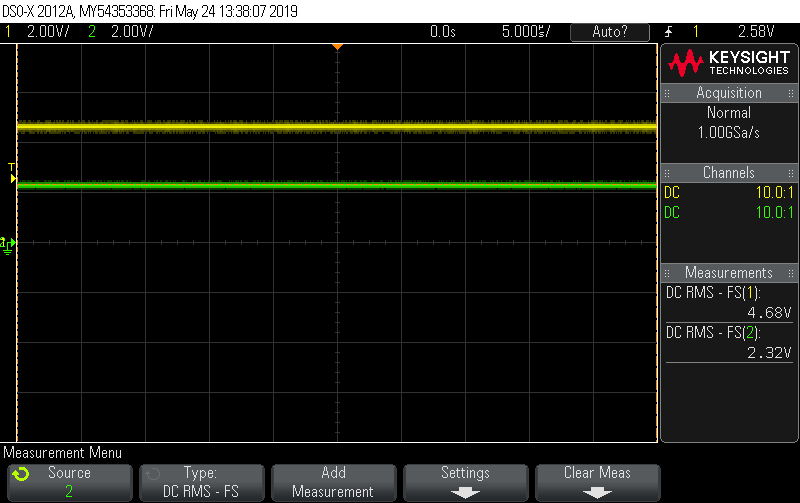 DSO-X 2012A, MY54353368: Fri May 24 13:38:07 2019
1 2.00V/ 2 2.00V/ 0.0s 5.000s/ Auto? 1 2.58V
KEYSIGHT
TECHNOLOGIES
Acquisition
Normal
1.00GSa/s
Channels
DC 10.0:1
DC 10.0:1
T
2
Measurements
DC RMS - FS(1):
4.68V
DC RMS - FS(2):
2.32V
Measurement Menu
Source
2
Type:
DC RMS - FS
Add
Measurement
Settings
Clear Meas